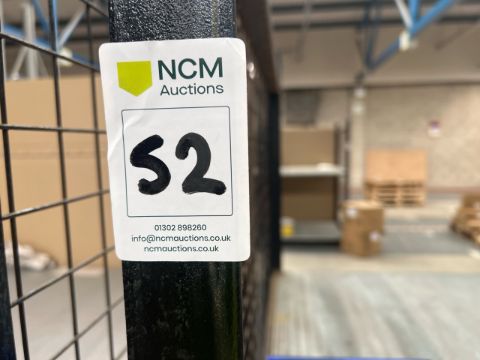 NCM
Auctions
52
01302 898260
info@ncmauctions.co.uk
ncmauctions.co.uk